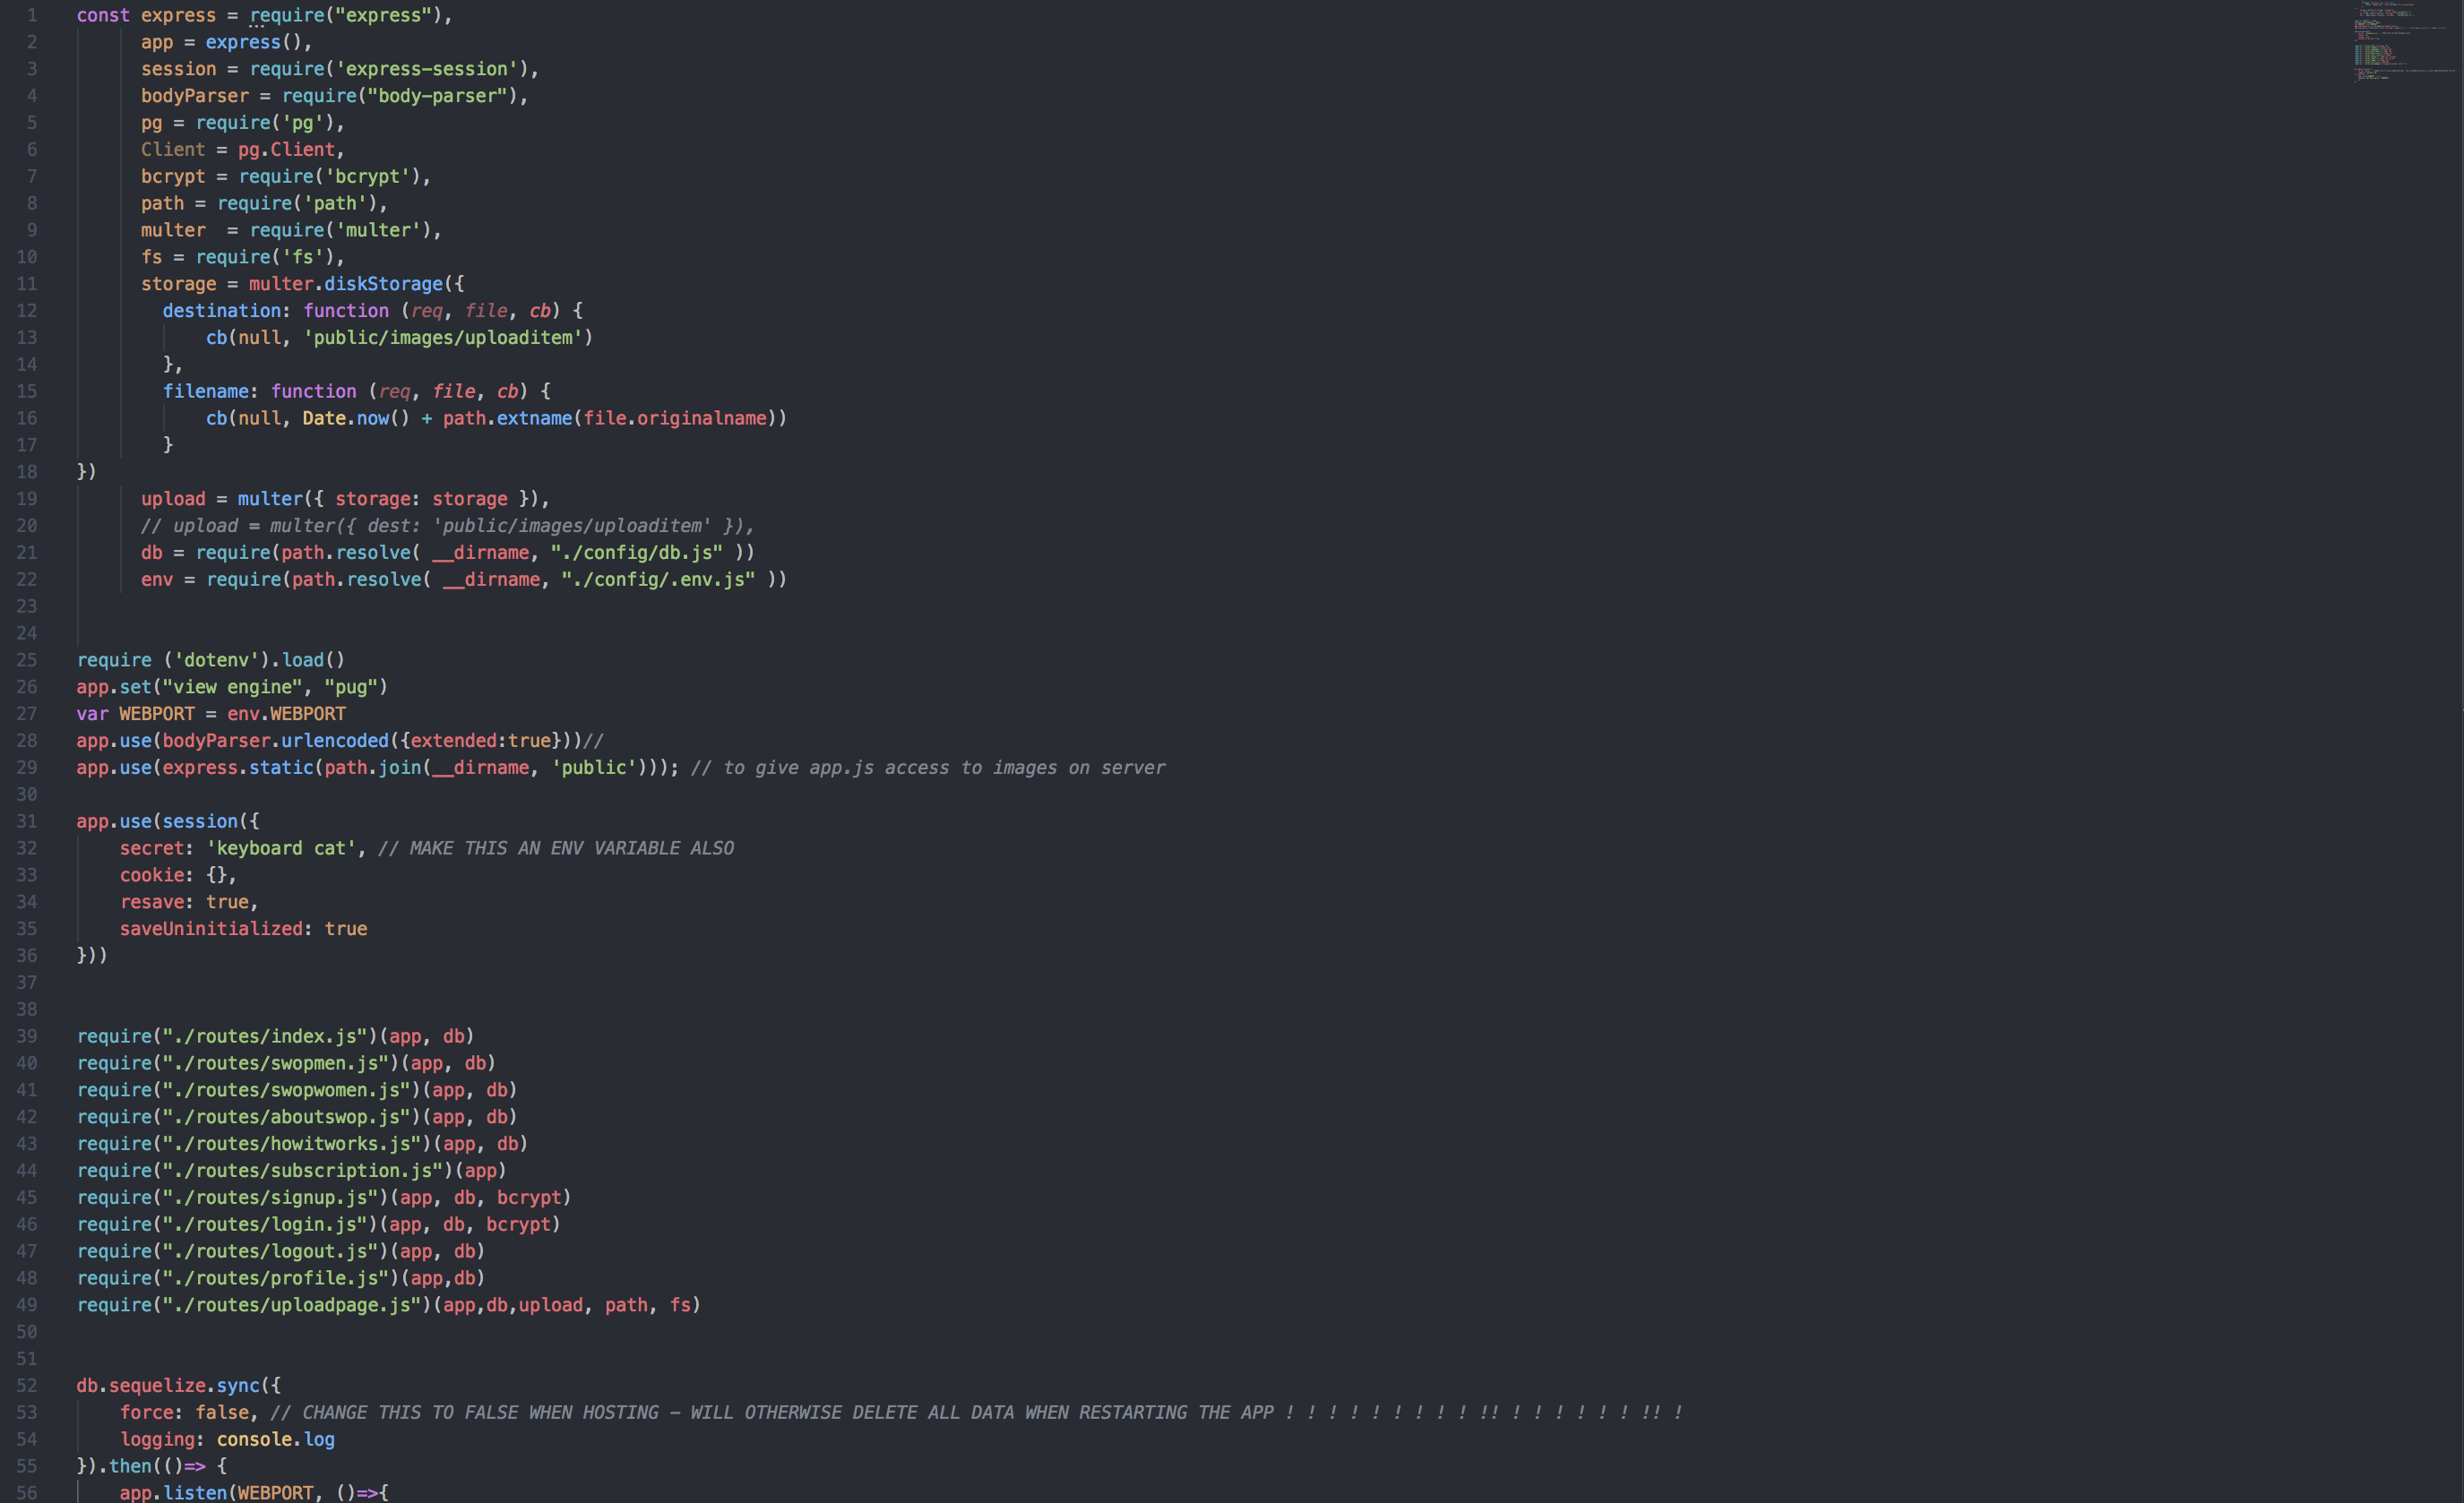 1 const express = require("express"),
2 app = express(),
3 session = require('express-session'),
4 bodyParser = require("body-parser"),
5 pg = require('pg'),
6 Client = pg.Client,
7 bcrypt = require('bcrypt'),
8 path = require('path'),
9 multer  = require('multer'),
10 fs = require('fs'),
11 storage = multer.diskStorage({
12 destination: function (req, file, cb) {
13 cb(null, 'public/images/uploaditem')
14 },
15 filename: function (req, file, cb) {
16 cb(null, Date.now() + path.extname(file.originalname))
17 }
18 })
19 upload = multer({ storage: storage }),
20 // upload = multer({ dest: 'public/images/uploaditem' }),
21 db = require(path.resolve( __dirname, "./config/db.js" ))
22 env = require(path.resolve( __dirname, "./config/.env.js" ))
23
24
25 require ('dotenv').load()
26 app.set("view engine", "pug")
27 var WEBPORT = env.WEBPORT
28 app.use(bodyParser.urlencoded({extended:true}))//
29 app.use(express.static(path.join(__dirname, 'public'))); // to give app.js access to images on server
30
31 app.use(session({
32 secret: 'keyboard cat', // MAKE THIS AN ENV VARIABLE ALSO
33 cookie: {},
34 resave: true,
35 saveUninitialized: true
36 }))
37
38
39 require("./routes/index.js")(app, db)
40 require("./routes/swopmen.js")(app, db)
41 require("./routes/swopwomen.js")(app, db)
42 require("./routes/aboutswop.js")(app, db)
43 require("./routes/howitworks.js")(app, db)
44 require("./routes/subscription.js")(app)
45 require("./routes/signup.js")(app, db, bcrypt)
46 require("./routes/login.js")(app, db, bcrypt)
47 require("./routes/logout.js")(app, db)
48 require("./routes/profile.js")(app,db)
49 require("./routes/uploadpage.js")(app,db,upload, path, fs)
50
51
52 db.sequelize.sync({
53 force: false, // CHANGE THIS TO FALSE WHEN HOSTING – WILL OTHERWISE DELETE ALL DATA WHEN RESTARTING THE APP ! ! ! ! ! ! ! ! ! !! ! ! ! ! ! ! !! !
54 logging: console.log
55 }).then(()=> {
56 app.listen(WEBPORT, ()=>{